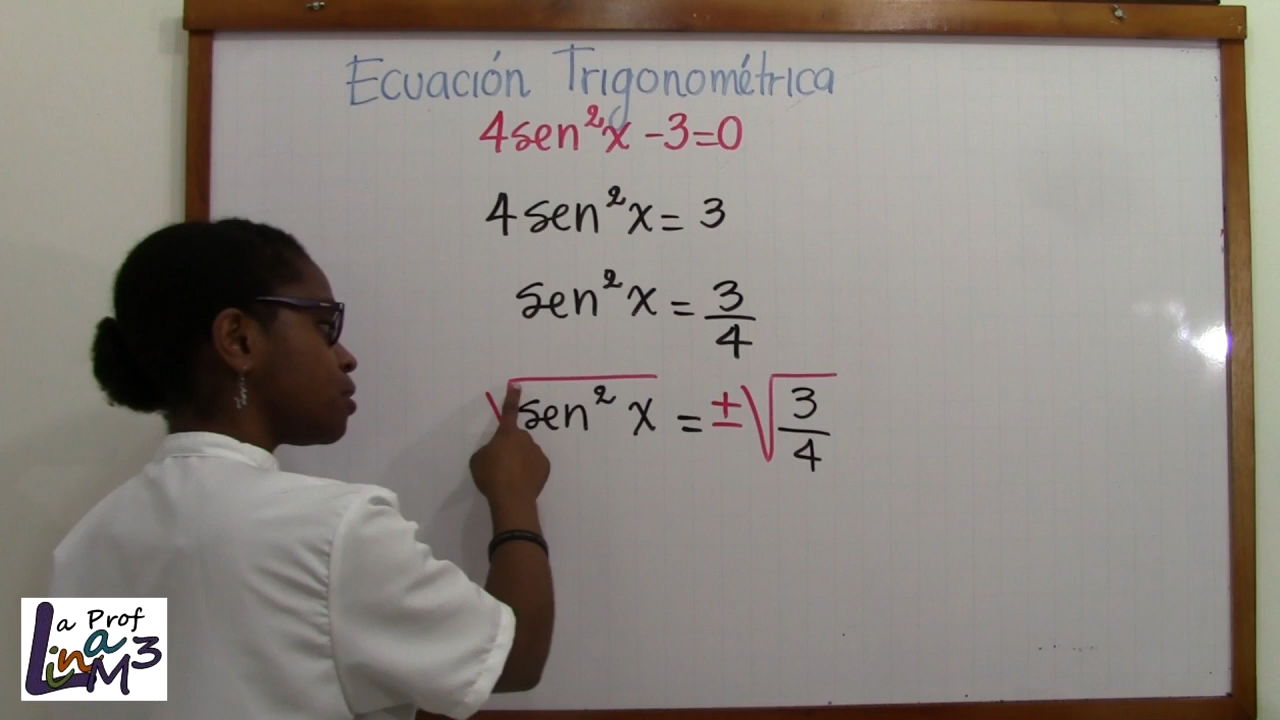 Ecuación Trigonométrica
4sen²x -3=0
4sen²x = 3
sen²x = 3/4
√sen²x = ±√3/4
La Prof
Lina M3